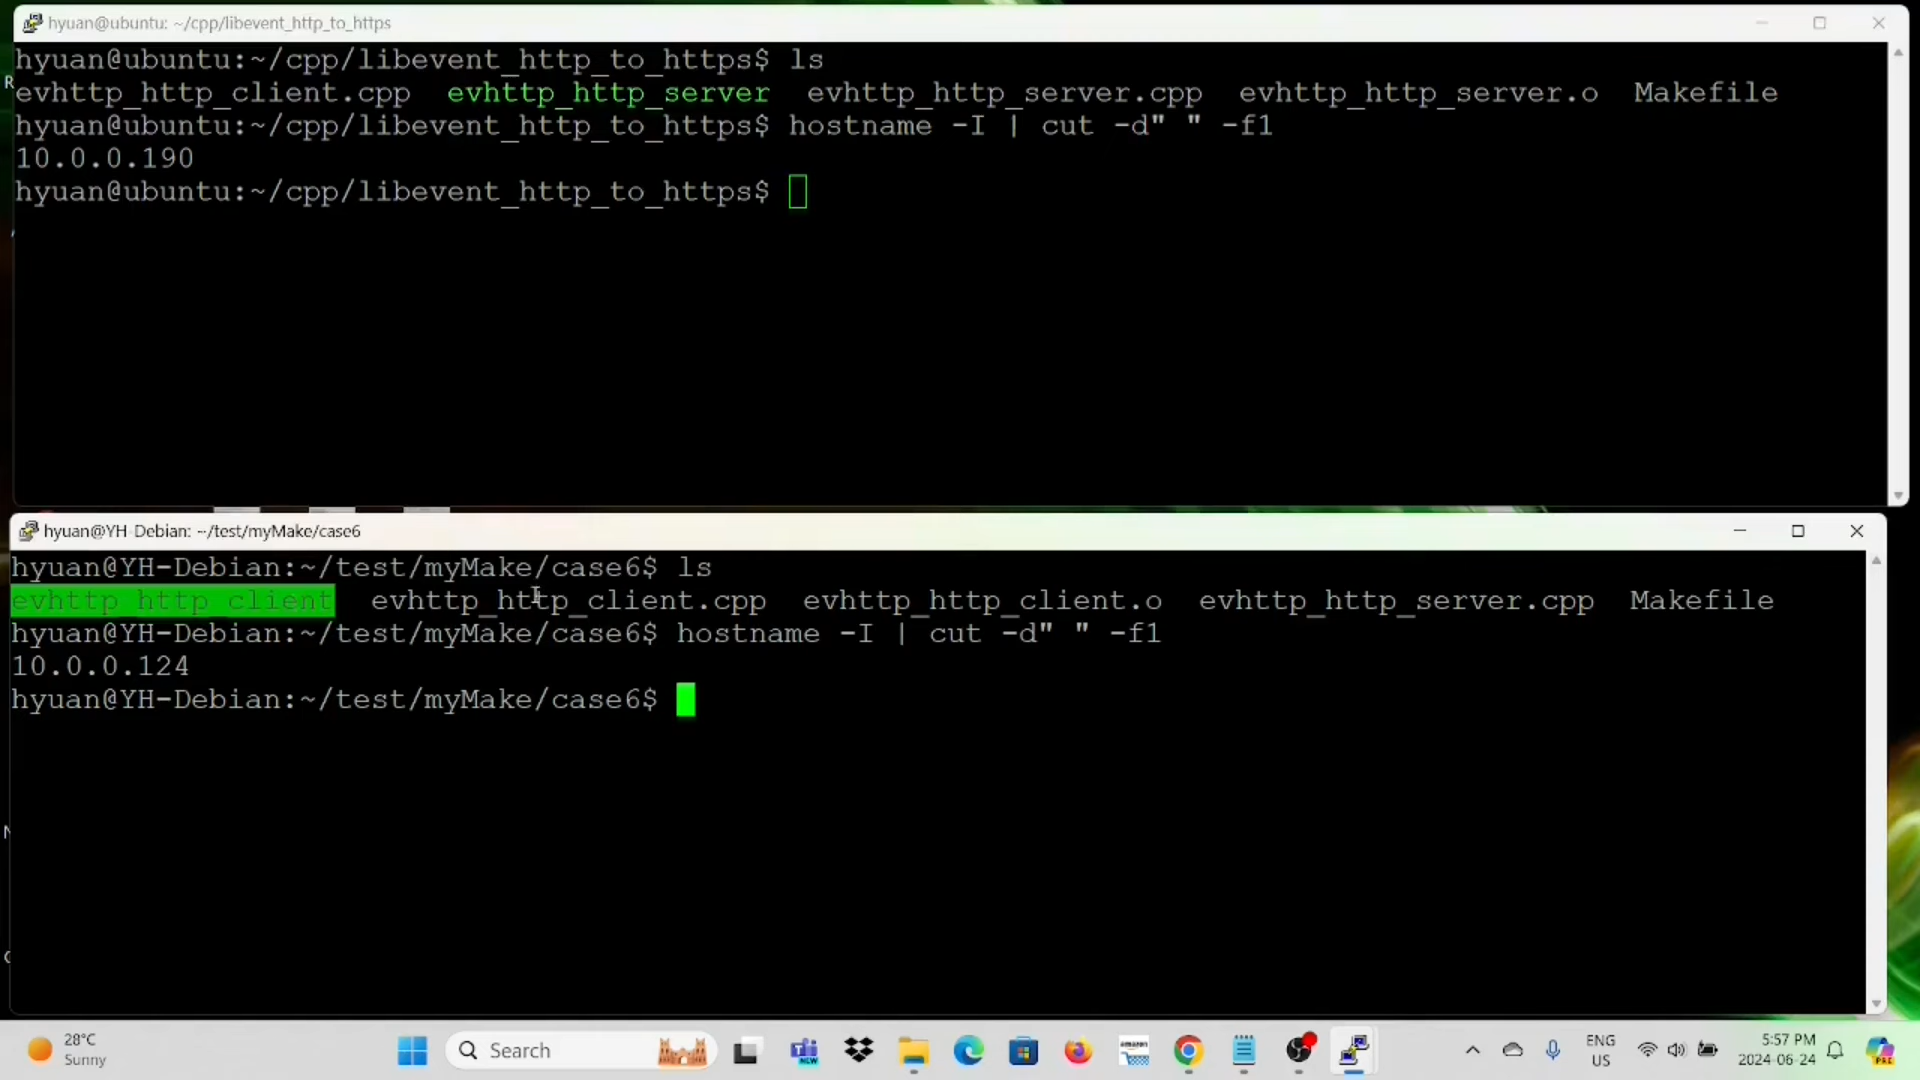 hyuan@ubuntu: ~/cpp/libevent_http_to_https
hyuan@ubuntu:~/cpp/libevent_http_to_https$ ls
evhttp_http_client.cpp  evhttp_http_server  evhttp_http_server.cpp  evhttp_http_server.o  Makefile
hyuan@ubuntu:~/cpp/libevent_http_to_https$ hostname -I | cut -d" " -f1
10.0.0.190
hyuan@ubuntu:~/cpp/libevent_http_to_https$
hyuan@YH-Debian: ~/test/myMake/case6
hyuan@YH-Debian:~/test/myMake/case6$ ls
evhttp_http_client  evhttp_http_client.cpp  evhttp_http_client.o  evhttp_http_server.cpp  Makefile
hyuan@YH-Debian:~/test/myMake/case6$ hostname -I | cut -d" " -f1
10.0.0.124
hyuan@YH-Debian:~/test/myMake/case6$
28°C
Sunny
Search
NEW
amazon
ENG
US
5:57 PM
2024-06-24
PRE